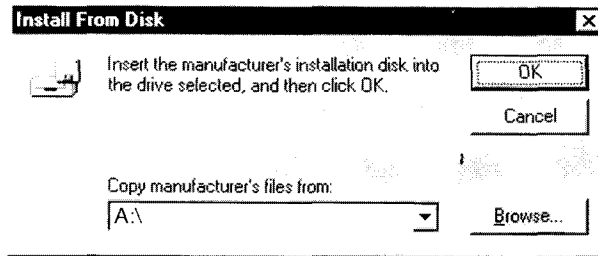 Install From Disk
Insert the manufacturer's installation disk into
the drive selected, and then click OK.
OK
Cancel
Copy manufacturer's files from:
A:\
Browse...